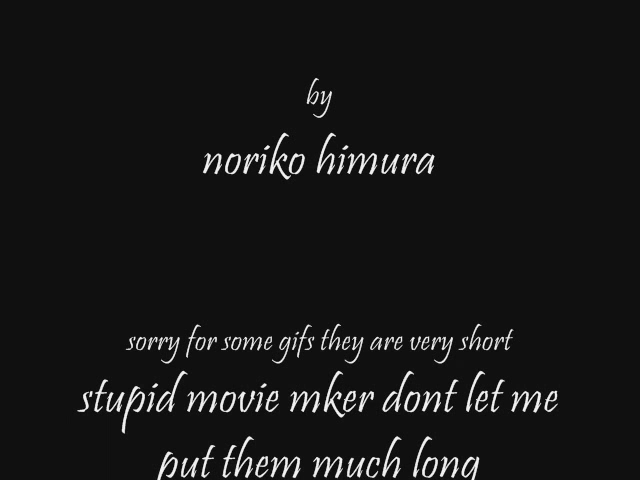 by
noriko himura
sorry for some gifs they are very short
stupid movie mker dont let me
put them much long